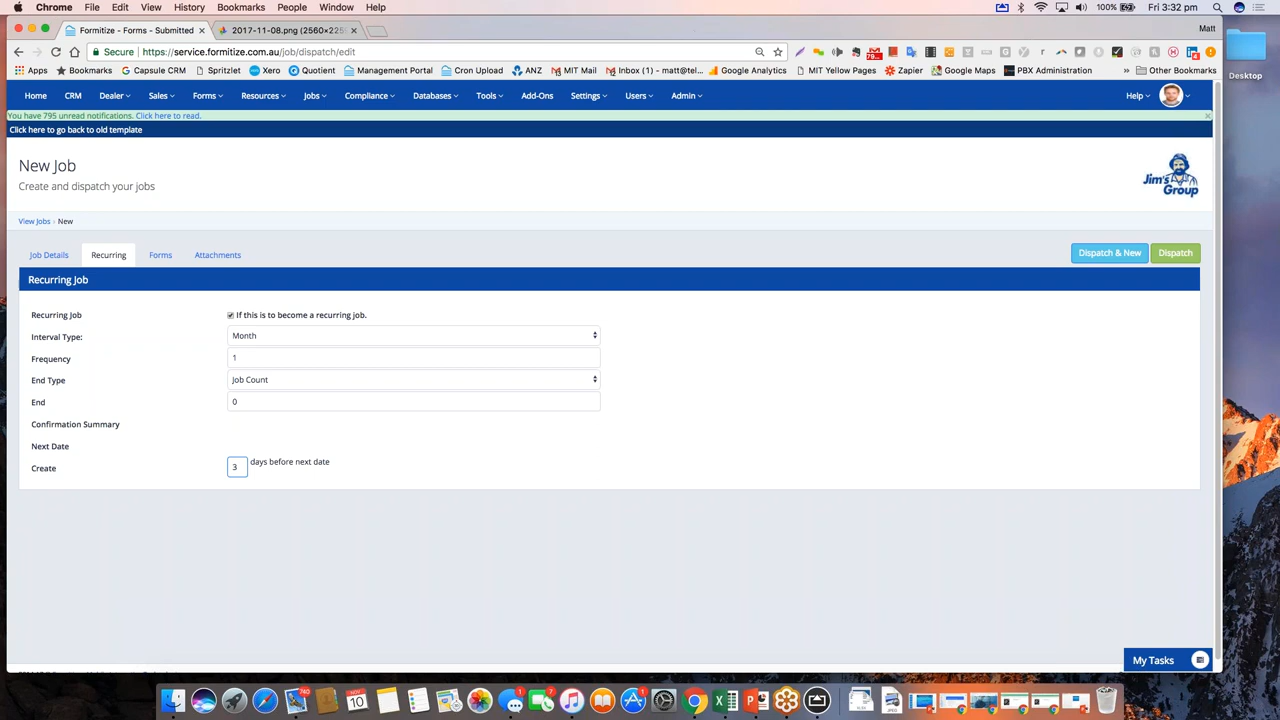 Chrome File Edit View History Bookmarks People Window Help 100% Fri 3:32 pm
Formitize - Forms - Submitted 2017-11-08.png (2560×225 Matt
Secure https://service.formitize.com.au/job/dispatch/edit
Apps Bookmarks Capsule CRM Spritzlet Xero Quotient Management Portal Cron Upload ANZ MIT Mail Inbox (1) - matt@tel... Google Analytics MIT Yellow Pages Zapier Google Maps PBX Administration » Other Bookmarks
Desktop
Home CRM Dealer Sales Forms Resources Jobs Compliance Databases Tools Add-Ons Settings Users Admin Help
You have 795 unread notifications. Click here to read.
Click here to go back to old template
New Job
Create and dispatch your jobs
Jim's Group
View Jobs New
Job Details Recurring Forms Attachments Dispatch & New Dispatch
Recurring Job
Recurring Job If this is to become a recurring job.
Interval Type: Month
Frequency 1
End Type Job Count
End 0
Confirmation Summary
Next Date
Create 3 days before next date
My Tasks